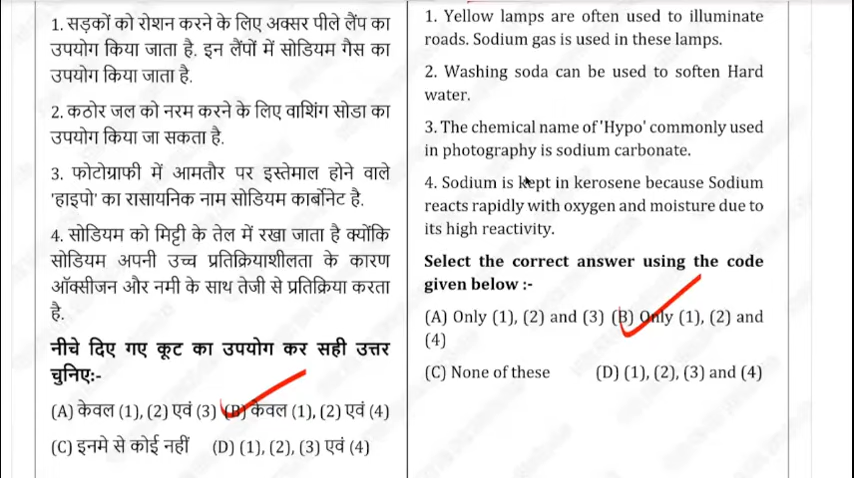 1. सड़कों को रोशन करने के लिए अक्सर पीले लैंप का
उपयोग किया जाता है. इन लैंपों में सोडियम गैस का
उपयोग किया जाता है.
2. कठोर जल को नरम करने के लिए वाशिंग सोडा का
उपयोग किया जा सकता है.
3. फोटोग्राफी में आमतौर पर इस्तेमाल होने वाले
'हाइपो' का रासायनिक नाम सोडियम कार्बोनेट है.
4. सोडियम को मिट्टी के तेल में रखा जाता है क्योंकि
सोडियम अपनी उच्च प्रतिक्रियाशीलता के कारण
ऑक्सीजन और नमी के साथ तेजी से प्रतिक्रिया करता
है.
नीचे दिए गए कूट का उपयोग कर सही उत्तर
चुनिए:-
(A) केवल (1), (2) एवं (3) (B) केवल (1), (2) एवं (4)
(C) इनमे से कोई नहीं (D) (1), (2), (3) एवं (4)
1. Yellow lamps are often used to illuminate
roads. Sodium gas is used in these lamps.
2. Washing soda can be used to soften Hard
water.
3. The chemical name of 'Hypo' commonly used
in photography is sodium carbonate.
4. Sodium is kept in kerosene because Sodium
reacts rapidly with oxygen and moisture due to
its high reactivity.
Select the correct answer using the code
given below :-
(A) Only (1), (2) and (3) (B) Only (1), (2) and
(4)
(C) None of these (D) (1), (2), (3) and (4)